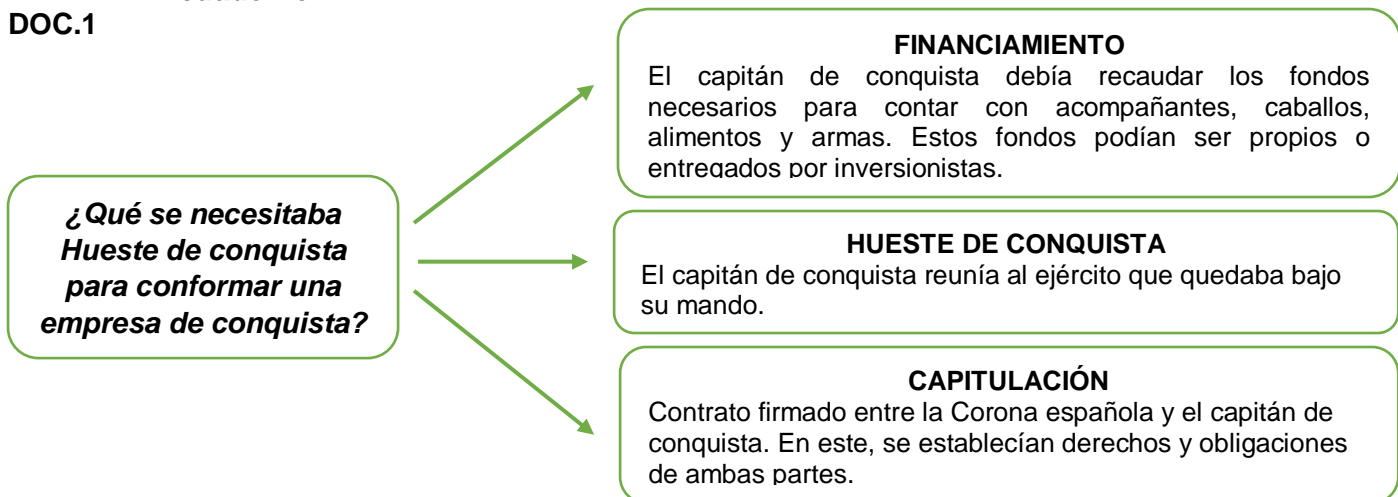 DOC.1
¿Qué se necesitaba
Hueste de conquista
para conformar una
empresa de conquista?
FINANCIAMIENTO
El capitán de conquista debía recaudar los fondos
necesarios para contar con acompañantes, caballos,
alimentos y armas. Estos fondos podían ser propios o
entregados por inversionistas.
HUESTE DE CONQUISTA
El capitán de conquista reunía al ejército que quedaba bajo
su mando.
CAPITULACIÓN
Contrato firmado entre la Corona española y el capitán de
conquista. En este, se establecían derechos y obligaciones
de ambas partes.